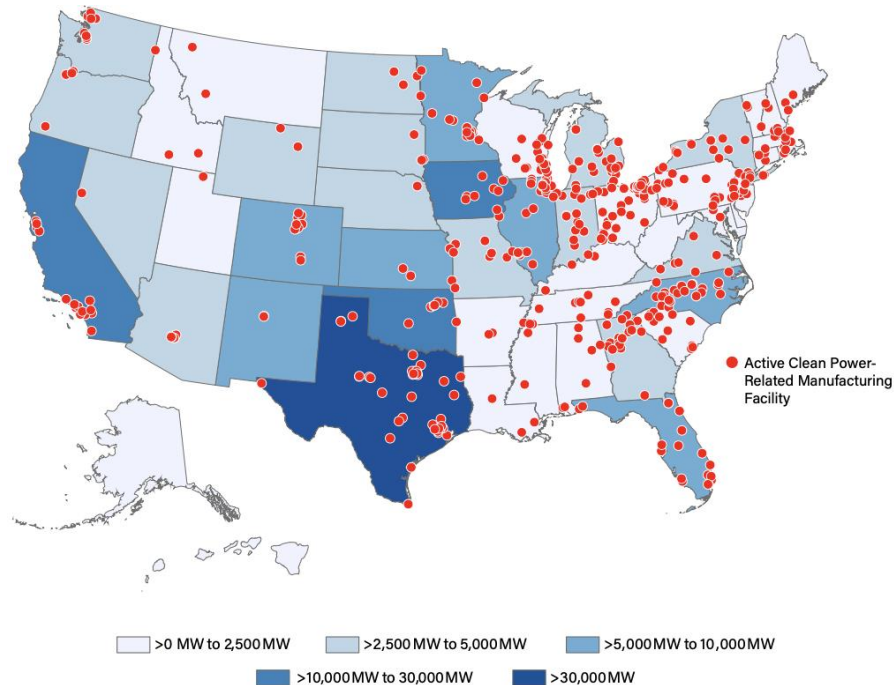 Active Clean Power-
Related Manufacturing
Facility
>0 MW to 2,500 MW
>2,500 MW to 5,000 MW
>5,000 MW to 10,000 MW
>10,000 MW to 30,000 MW
>30,000 MW